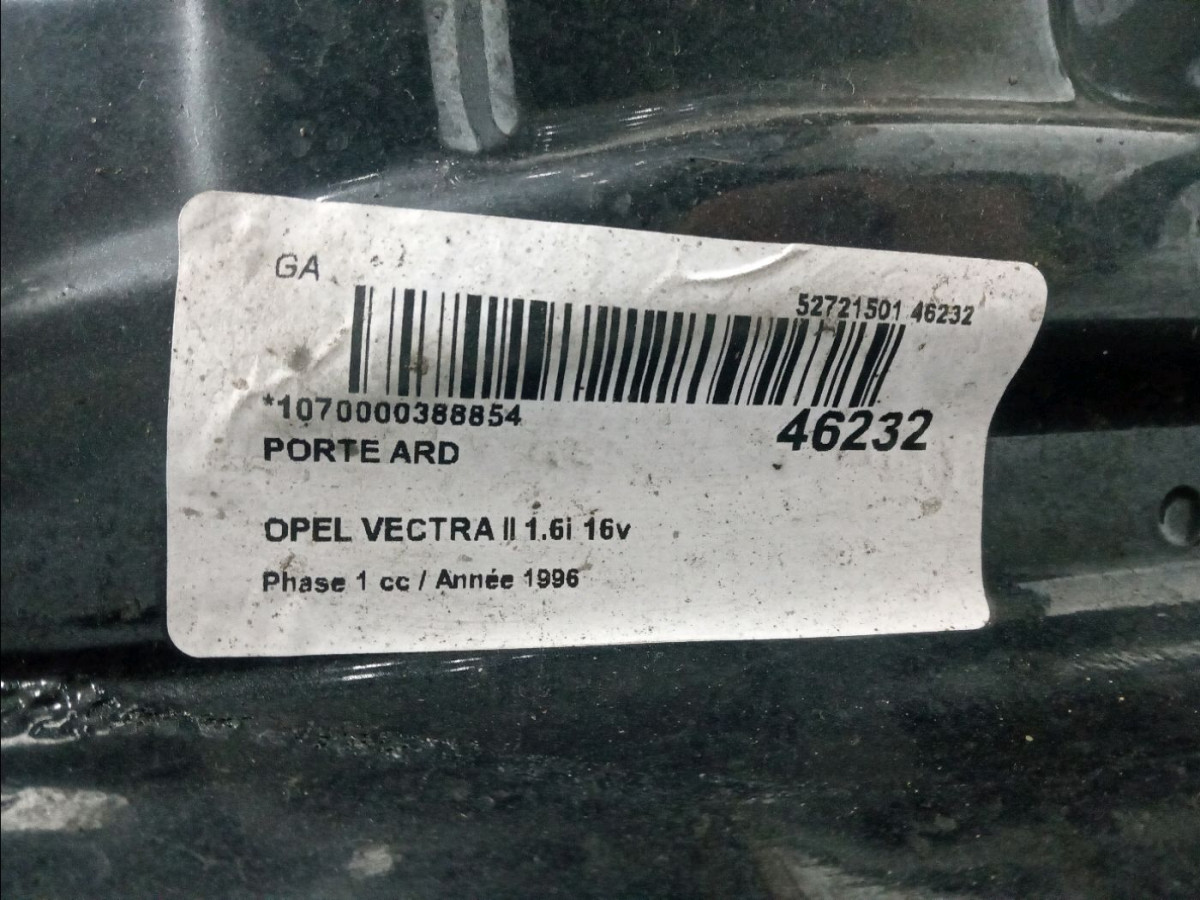 GA
52721501 46232
*1070000388854
46232
PORTE ARD
OPEL VECTRA II 1.6i 16v
Phase 1 cc / Année 1996